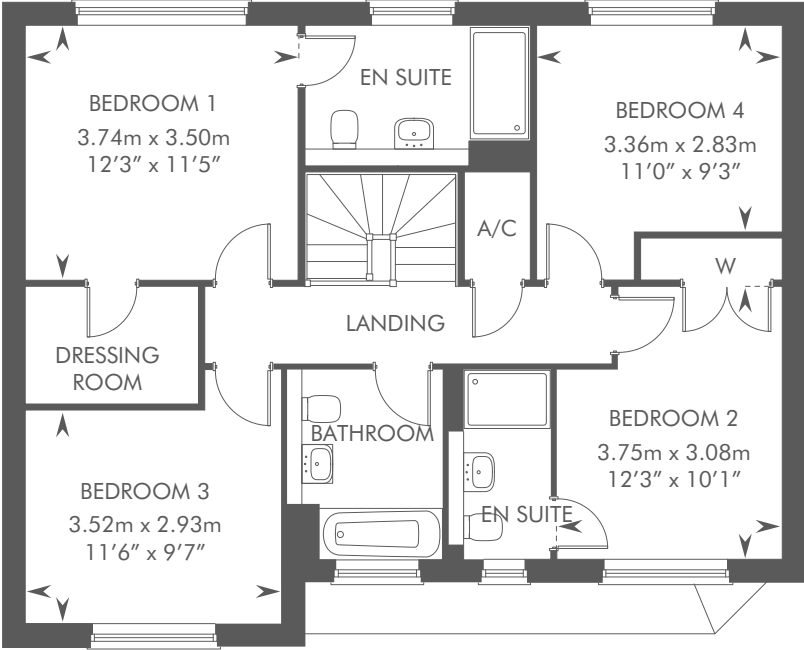 BEDROOM 1
3.74m x 3.50m
12’3” x 11’5”
EN SUITE
BEDROOM 4
3.36m x 2.83m
11’0” x 9’3”
A/C
W
LANDING
DRESSING
ROOM
BATHROOM
BEDROOM 2
3.75m x 3.08m
12’3” x 10’1”
BEDROOM 3
3.52m x 2.93m
11’6” x 9’7”
EN SUITE